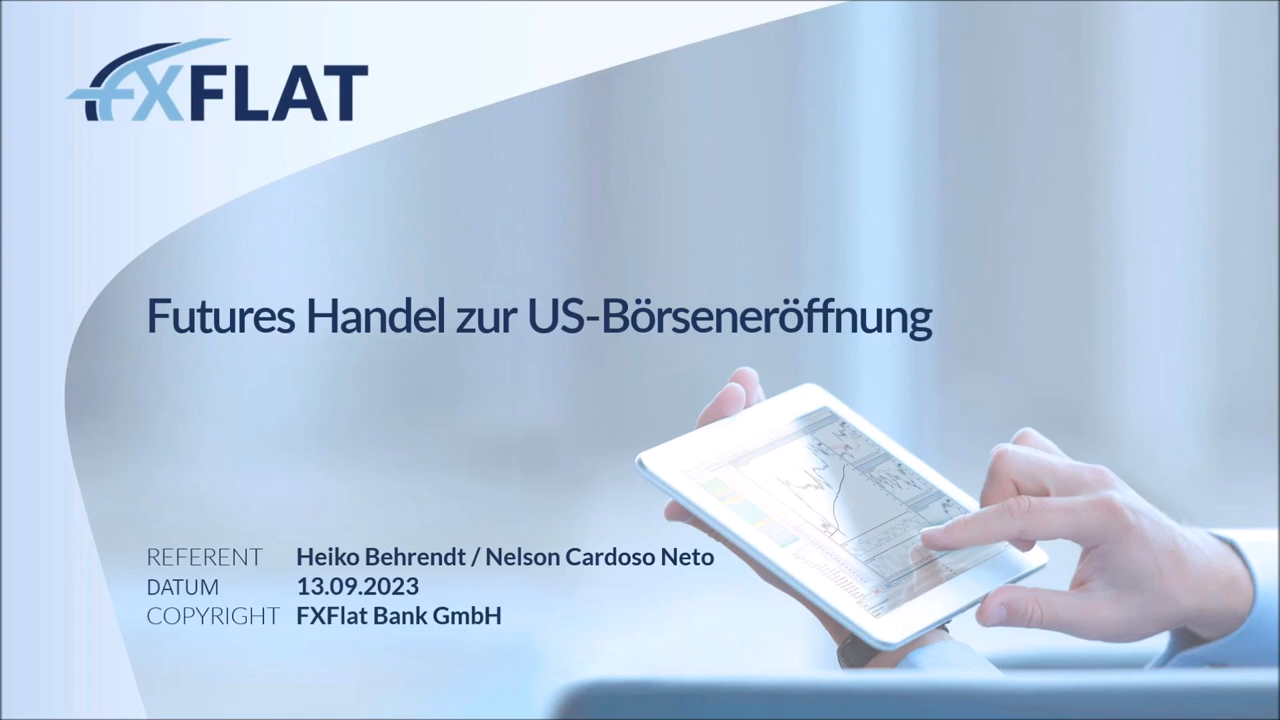 FXFLAT
Futures Handel zur US-Börseneröffnung
REFERENT Heiko Behrendt / Nelson Cardoso Neto
DATUM 13.09.2023
COPYRIGHT FXFlat Bank GmbH